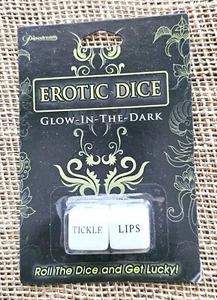 EROTIC DICE
GLOW-IN-THE-DARK
TICKLE LIPS
Roll The Dice and Get Lucky!